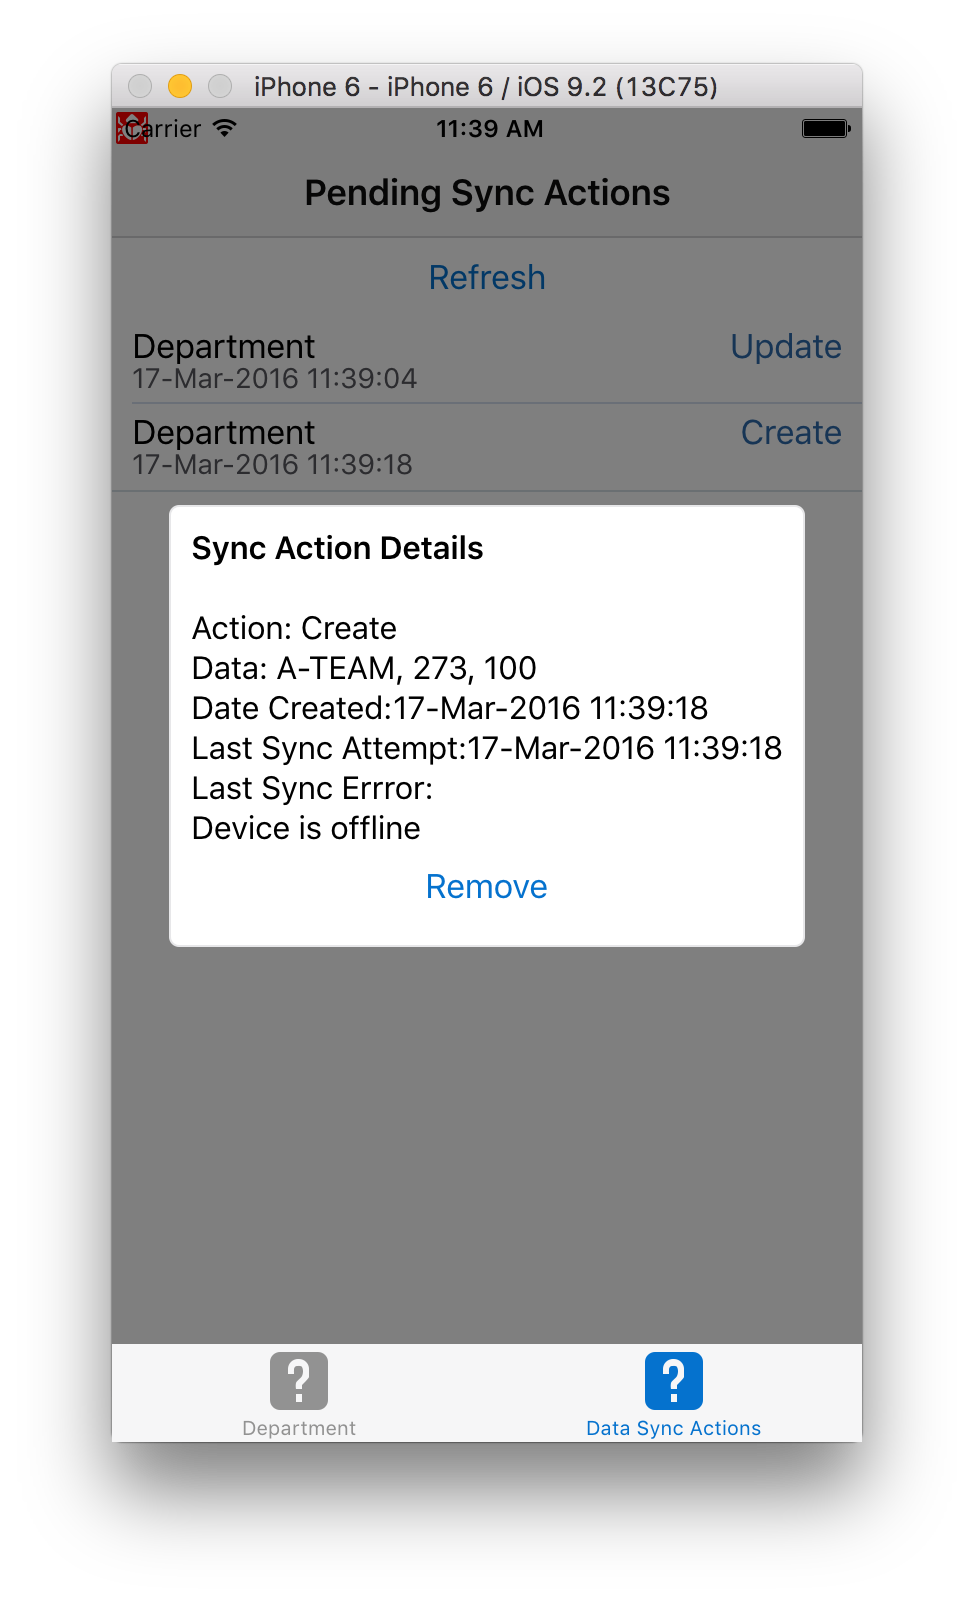 iPhone 6 - iPhone 6 / iOS 9.2 (13C75)
Carrier 11:39 AM
Pending Sync Actions
Refresh
Department Update
17-Mar-2016 11:39:04
Department Create
17-Mar-2016 11:39:18
Sync Action Details
Action: Create
Data: A-TEAM, 273, 100
Date Created:17-Mar-2016 11:39:18
Last Sync Attempt:17-Mar-2016 11:39:18
Last Sync Errror:
Device is offline
Remove
? ?
Department Data Sync Actions